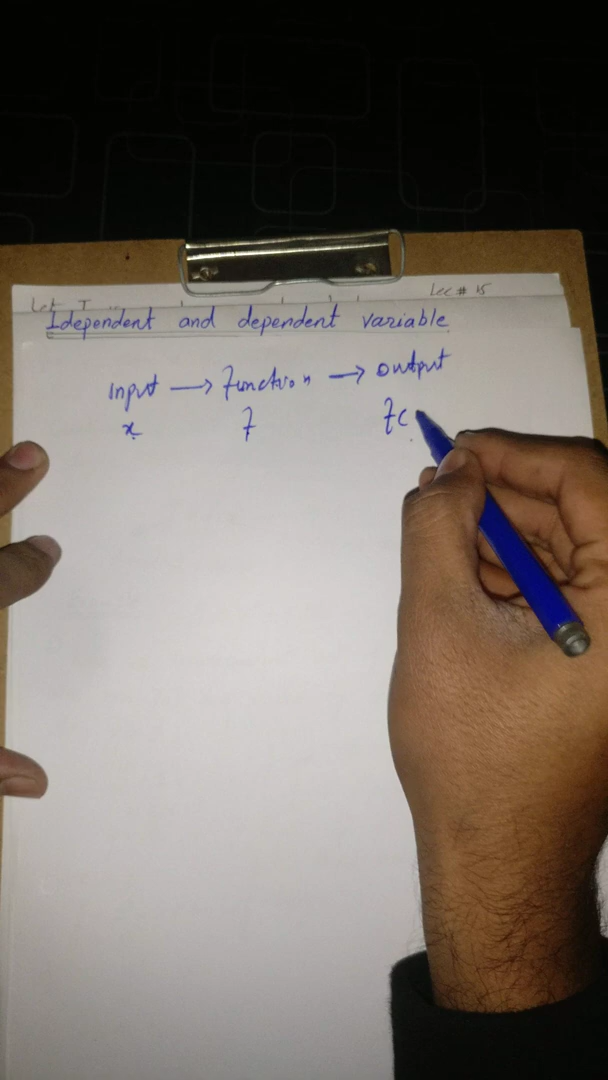 Lec # 15
Idependent and dependent variable
Input → Function → output
x f f(